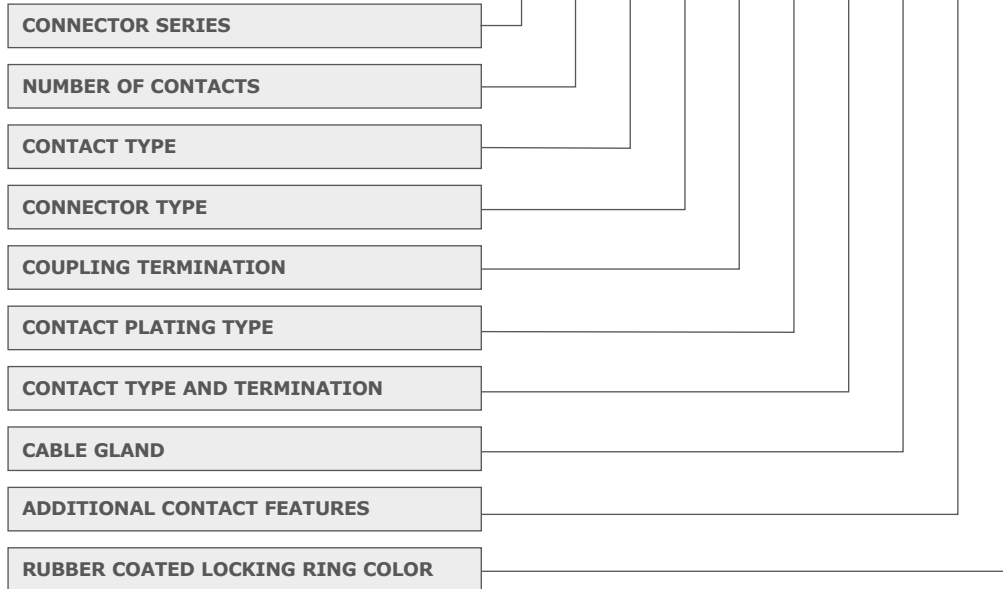 CONNECTOR SERIES
NUMBER OF CONTACTS
CONTACT TYPE
CONNECTOR TYPE
COUPLING TERMINATION
CONTACT PLATING TYPE
CONTACT TYPE AND TERMINATION
CABLE GLAND
ADDITIONAL CONTACT FEATURES
RUBBER COATED LOCKING RING COLOR